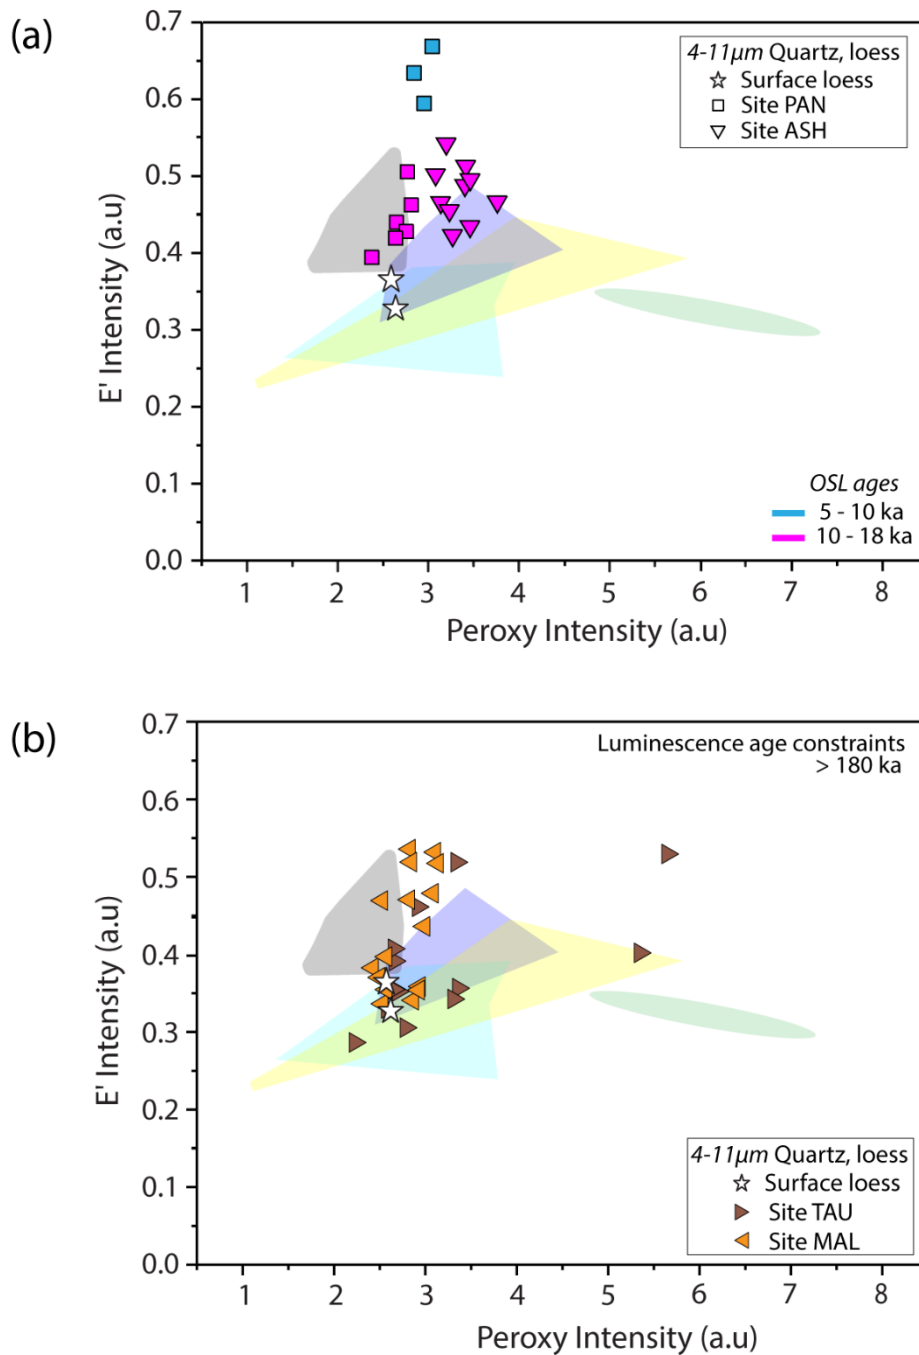 (a)
0.7
0.6
0.5
0.4
0.3
0.2
0.1
0.0
E' Intensity (a.u)
4-11µm Quartz, loess
Surface loess
Site PAN
Site ASH
OSL ages
5 - 10 ka
10 - 18 ka
1 2 3 4 5 6 7 8
Peroxy Intensity (a.u)
(b)
0.7
0.6
0.5
0.4
0.3
0.2
0.1
0.0
E' Intensity (a.u)
Luminescence age constraints
> 180 ka
4-11µm Quartz, loess
Surface loess
Site TAU
Site MAL
1 2 3 4 5 6 7 8
Peroxy Intensity (a.u)